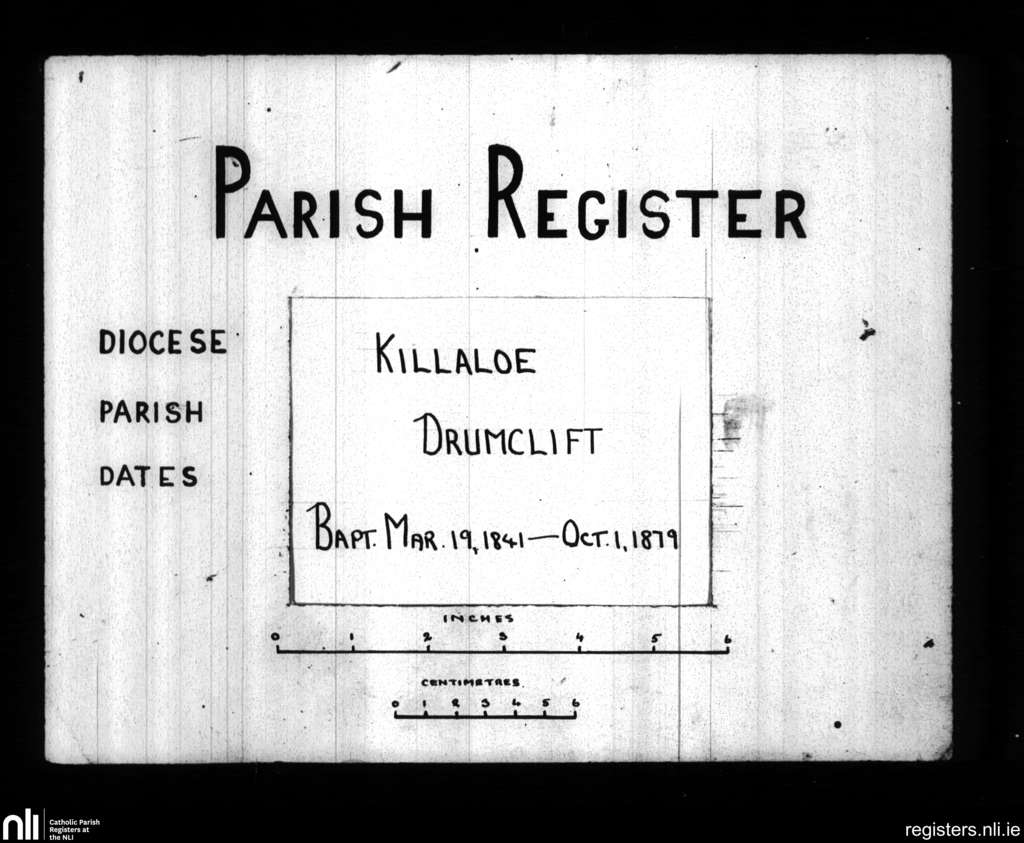 PARISH REGISTER
DIOCESE KILLALOE
PARISH DRUMCLIFT
DATES BAPT. MAR. 19, 1841 — OCT. 1, 1879
INCHES
0 1 2 3 4 5 6
CENTIMETRES
0 1 2 3 4 5 6
nli Catholic Parish
Registers at
the NLI
registers.nli.ie